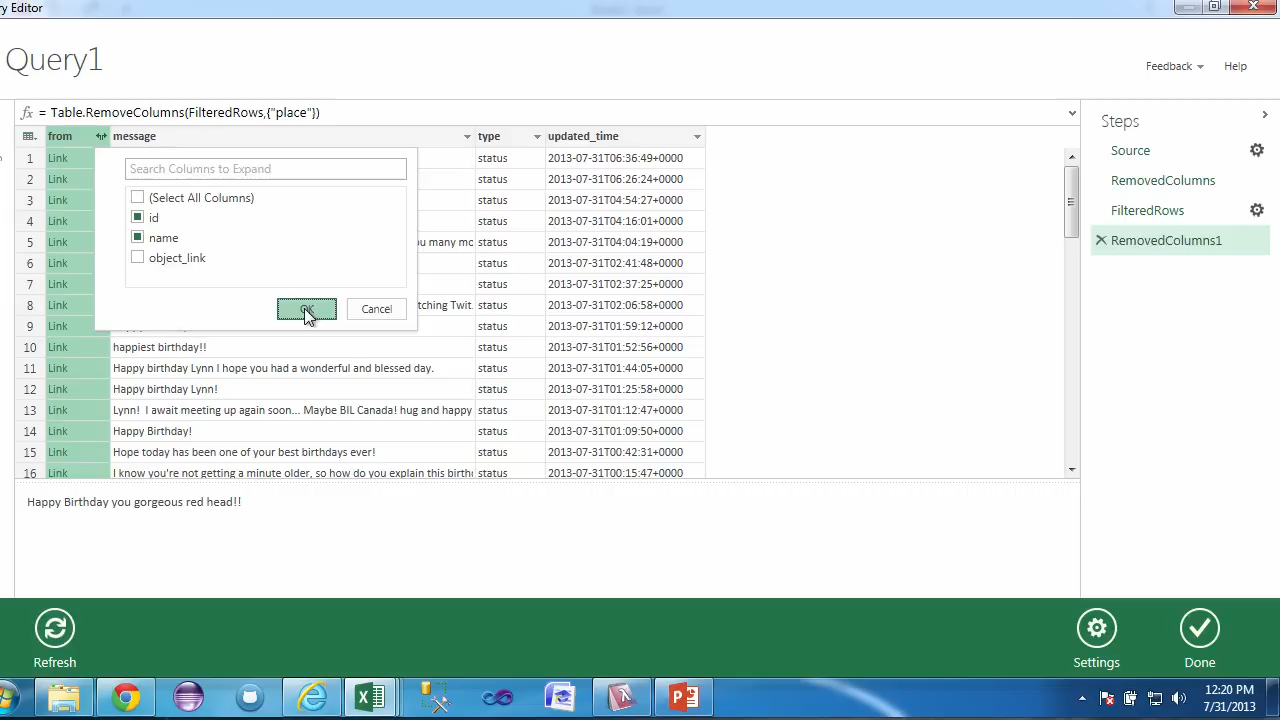 ry Editor
Query1
Feedback
Help
fx = Table.RemoveColumns(FilteredRows,{"place"})
from message type updated_time
Search Columns to Expand
(Select All Columns)
id
name
object_link
OK Cancel
1 Link status 2013-07-31T06:36:49+0000
2 Link status 2013-07-31T06:26:24+0000
3 Link status 2013-07-31T04:54:27+0000
4 Link status 2013-07-31T04:16:01+0000
5 Link ou many mo status 2013-07-31T04:04:19+0000
6 Link status 2013-07-31T02:41:48+0000
7 Link status 2013-07-31T02:37:25+0000
8 Link tching Twit. status 2013-07-31T02:06:58+0000
9 Link status 2013-07-31T01:59:12+0000
10 Link happiest birthday!! status 2013-07-31T01:52:56+0000
11 Link Happy birthday Lynn I hope you had a wonderful and blessed day. status 2013-07-31T01:44:05+0000
12 Link Happy birthday Lynn! status 2013-07-31T01:25:58+0000
13 Link Lynn! I await meeting up again soon... Maybe BIL Canada! hug and happy status 2013-07-31T01:12:47+0000
14 Link Happy Birthday! status 2013-07-31T01:09:50+0000
15 Link Hope today has been one of your best birthdays ever! status 2013-07-31T00:42:31+0000
16 Link I know you're not getting a minute older, so how do you explain this birth status 2013-07-31T00:15:47+0000
Happy Birthday you gorgeous red head!!
Steps
Source
RemovedColumns
FilteredRows
RemovedColumns1
Refresh
Settings
Done
12:20 PM
7/31/2013